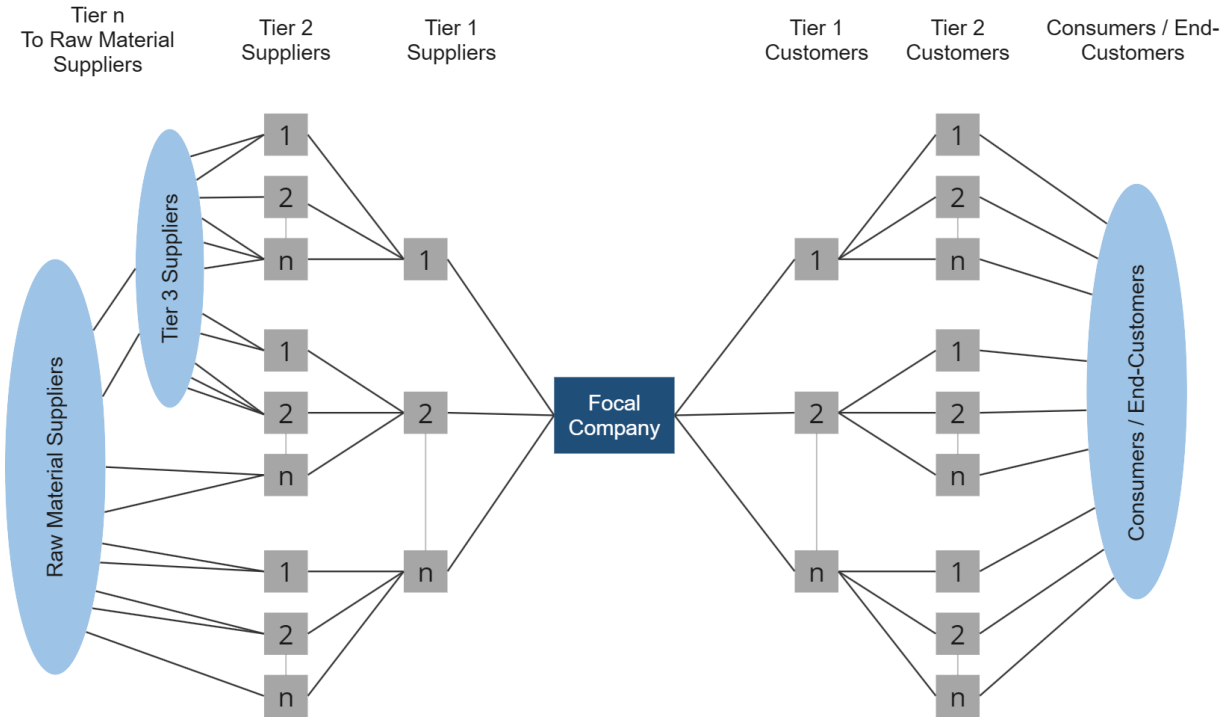 Tier n
To Raw Material
Suppliers
Tier 2
Suppliers
Tier 1
Suppliers
Tier 1
Customers
Tier 2
Customers
Consumers / End-
Customers
Raw Material Suppliers
Tier 3 Suppliers
1
2
n
1
2
n
1
2
n
1
2
n
Focal
Company
1
2
n
1
2
n
1
2
n
1
2
n
Consumers / End-Customers